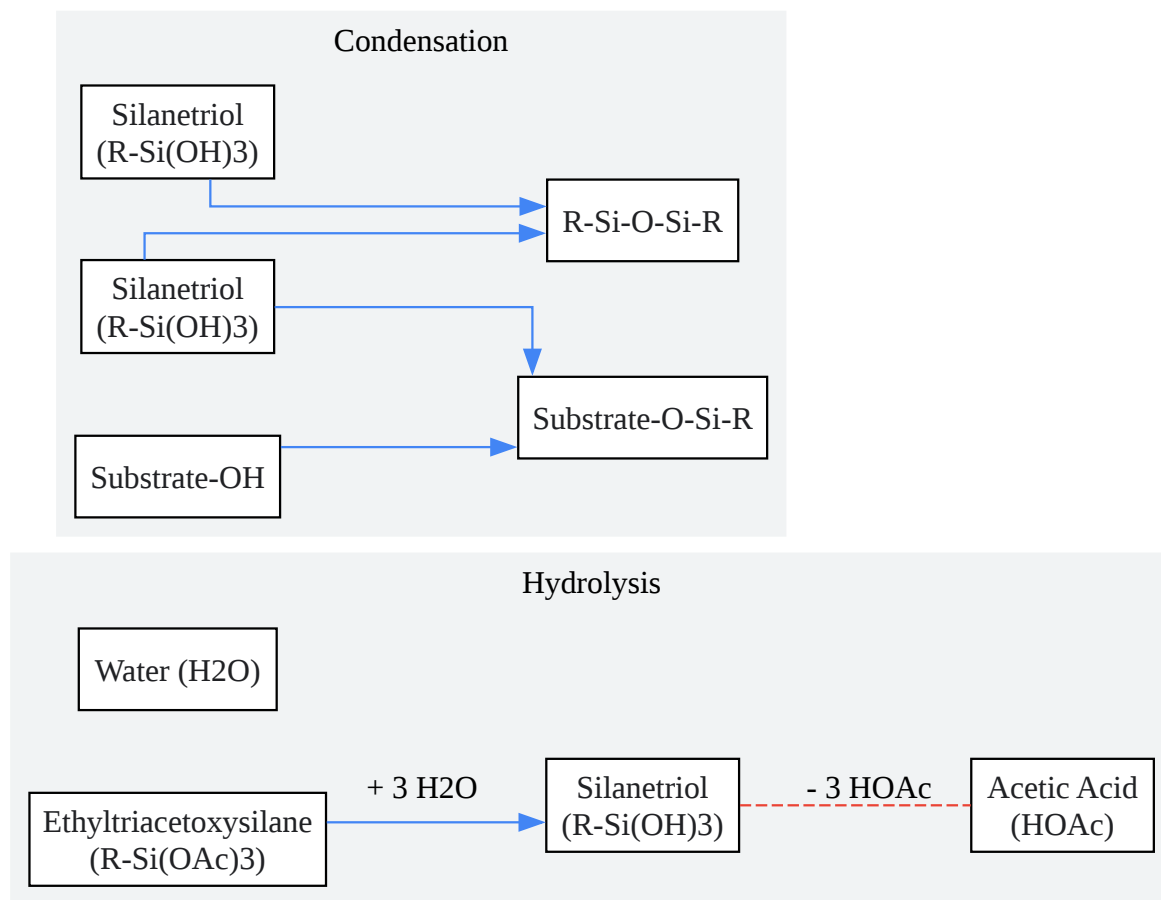 Condensation
Silanetriol
(R-Si(OH)3)
R-Si-O-Si-R
Silanetriol
(R-Si(OH)3)
Substrate-O-Si-R
Substrate-OH
Hydrolysis
Water (H2O)
Ethyltriacetoxysilane
(R-Si(OAc)3)
+ 3 H2O
Silanetriol
(R-Si(OH)3)
- 3 HOAc
Acetic Acid
(HOAc)